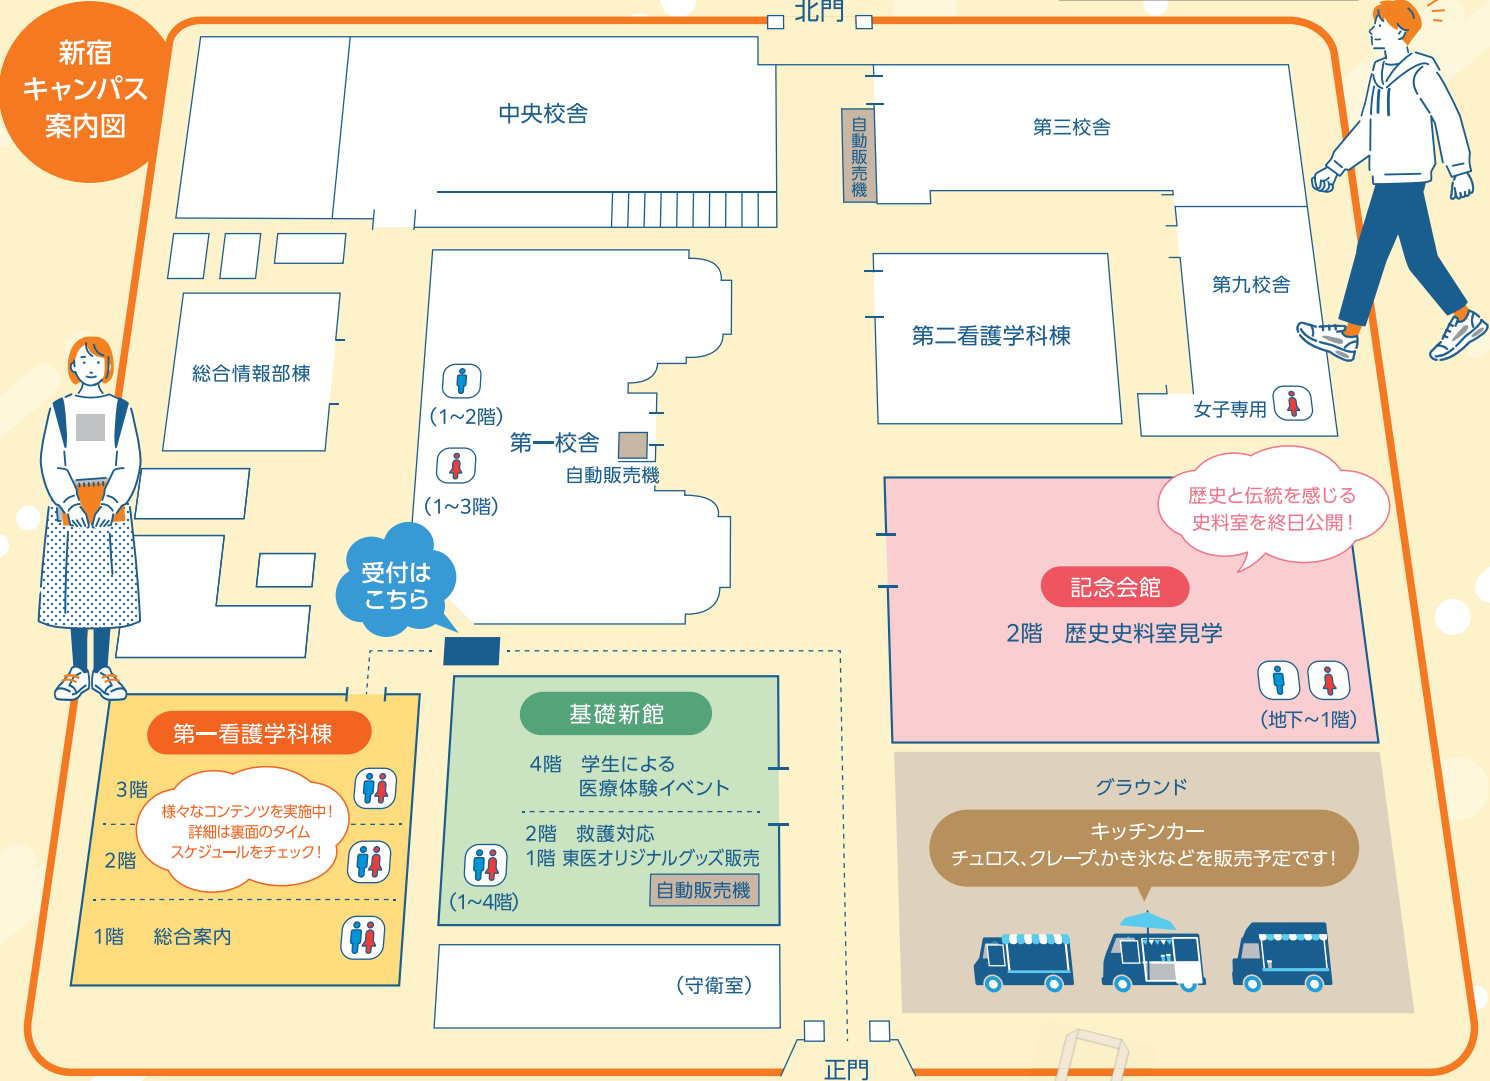 北門
新宿
キャンパス
案内図
中央校舎
自動販売機
第三校舎
第九校舎
第二看護学科棟
総合情報部棟
女子専用
(1～2階)
第一校舎
自動販売機
(1～3階)
受付は
こちら
歴史と伝統を感じる
史料室を終日公開！
記念会館
2階　歴史史料室見学
(地下～1階)
第一看護学科棟
3階
様々なコンテンツを実施中！
詳細は裏面のタイム
スケジュールをチェック！
2階
1階　総合案内
基礎新館
4階　学生による
医療体験イベント
2階　救護対応
1階 東医オリジナルグッズ販売
(1～4階)
自動販売機
グラウンド
キッチンカー
チュロス、クレープ、かき氷などを販売予定です！
(守衛室)
正門